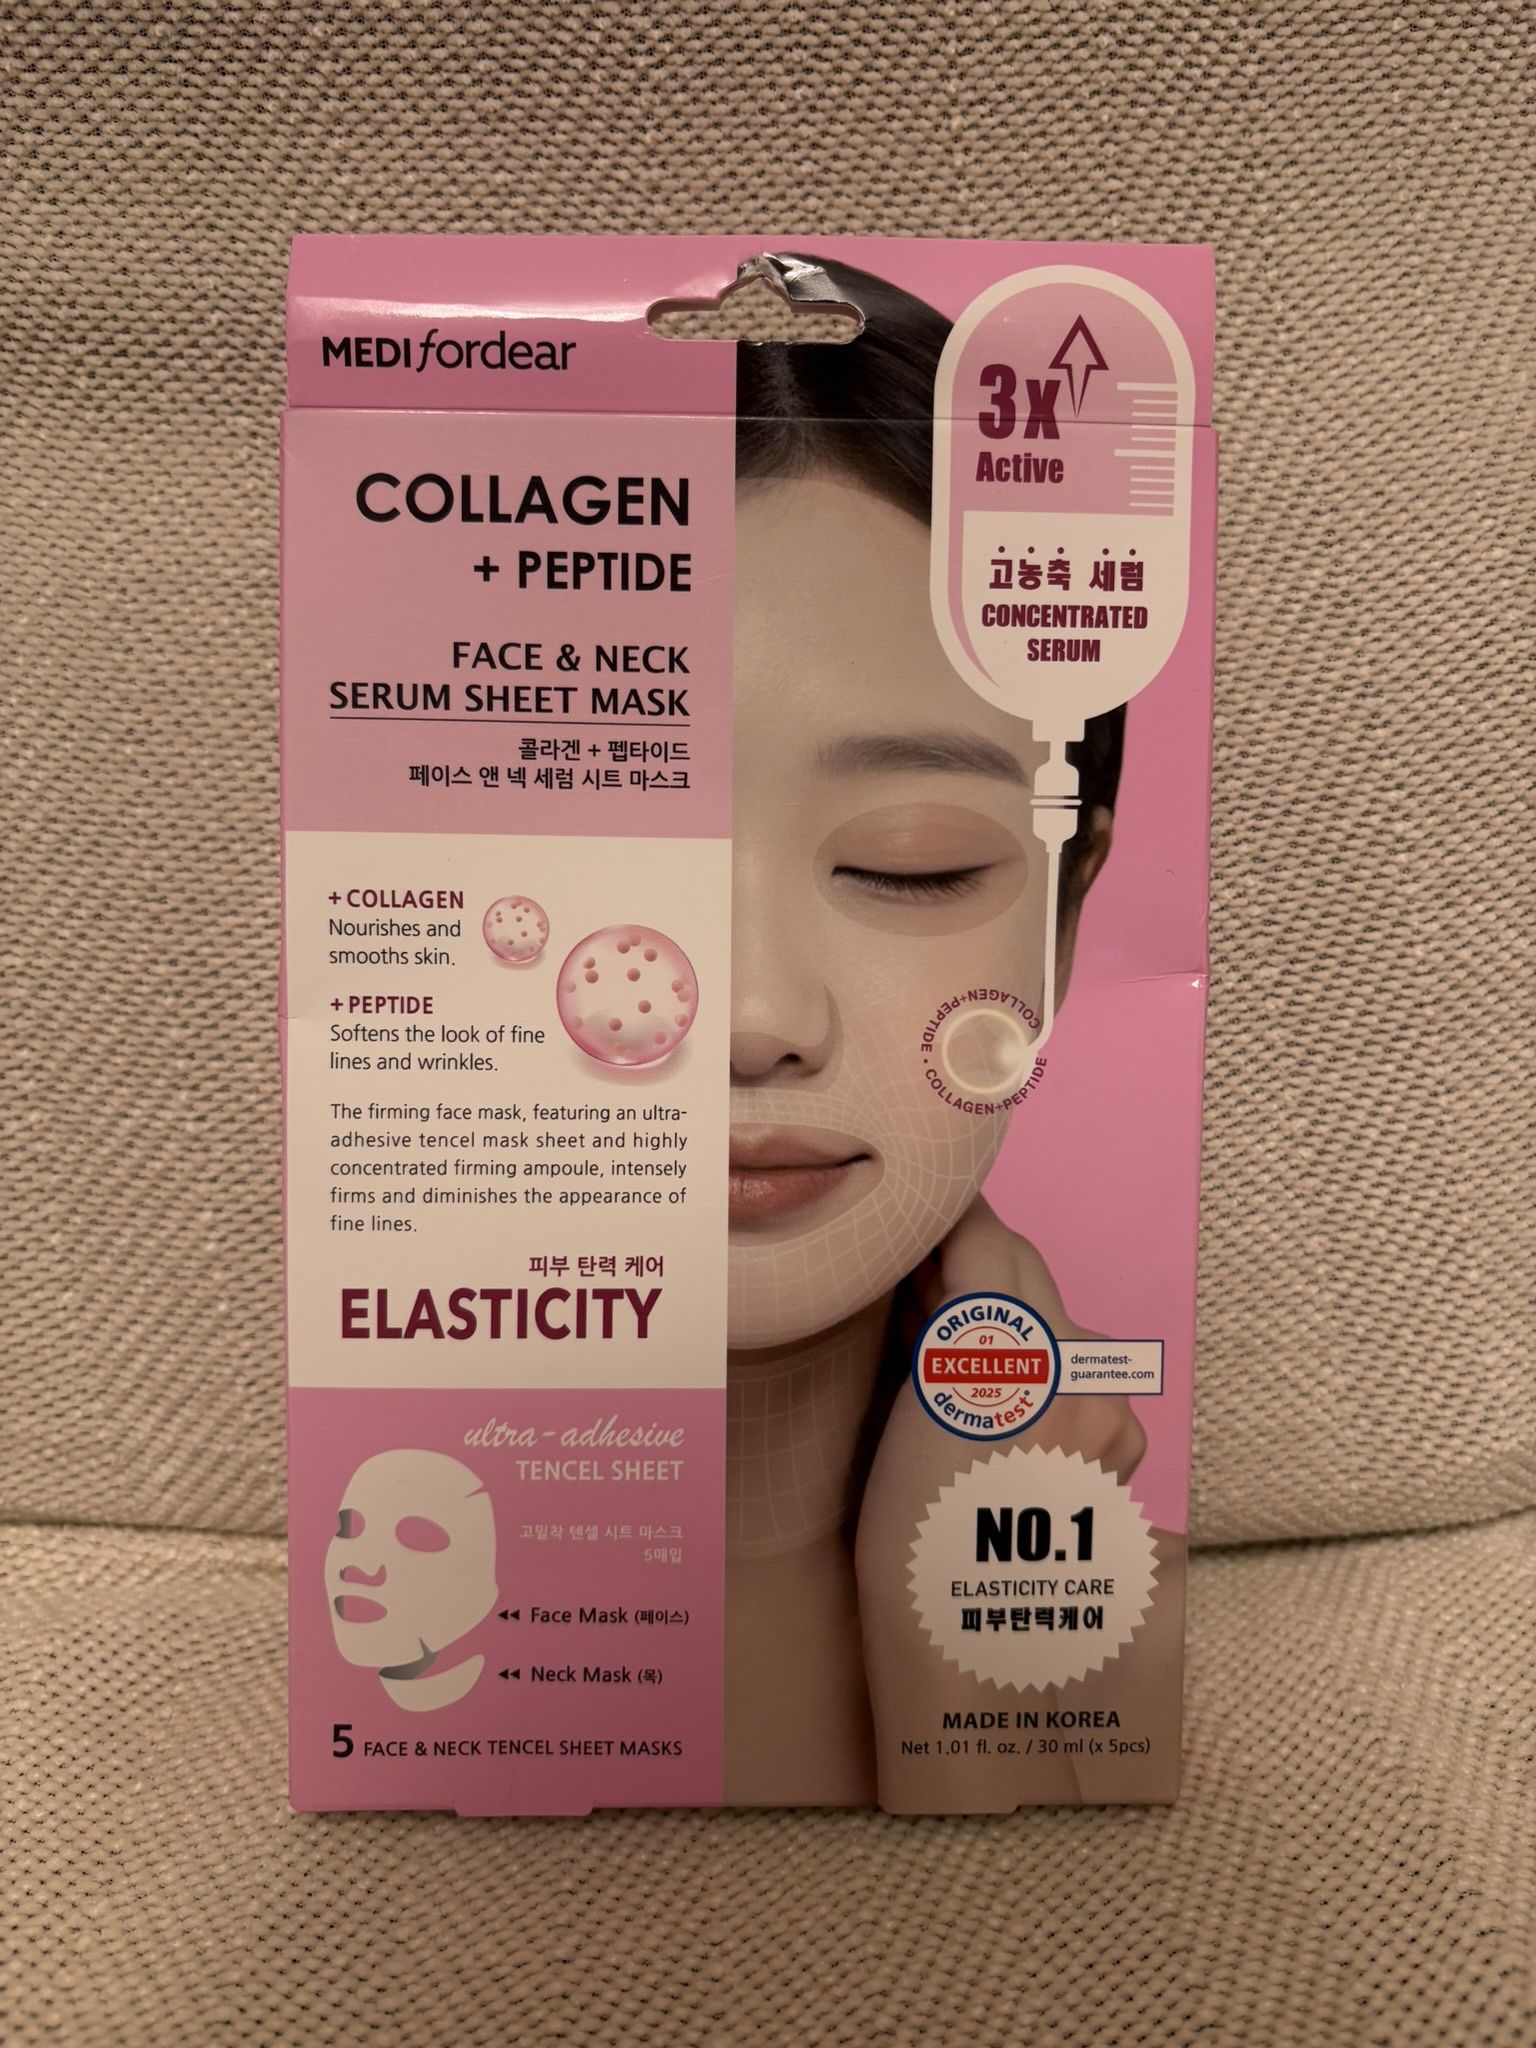 MEDIfordear
COLLAGEN
+ PEPTIDE
FACE & NECK
SERUM SHEET MASK
콜라겐 + 펩타이드
페이스 앤 넥 세럼 시트 마스크
+ COLLAGEN
Nourishes and
smooths skin.
+ PEPTIDE
Softens the look of fine
lines and wrinkles.
The firming face mask, featuring an ultra-
adhesive tencel mask sheet and highly
concentrated firming ampoule, intensely
firms and diminishes the appearance of
fine lines.
피부 탄력 케어
ELASTICITY
ultra-adhesive
TENCEL SHEET
고밀착 텐셀 시트 마스크
5매입
Face Mask (페이스)
Neck Mask (목)
5 FACE & NECK TENCEL SHEET MASKS
3x
Active
고농축 세럼
CONCENTRATED
SERUM
COLLAGEN+PEPTIDE • COLLAGEN+PEPTIDE
ORIGINAL
01
EXCELLENT
2025
dermatest®
dermatest-
guarantee.com
NO.1
ELASTICITY CARE
피부탄력케어
MADE IN KOREA
Net 1.01 fl. oz. / 30 ml (x 5pcs)